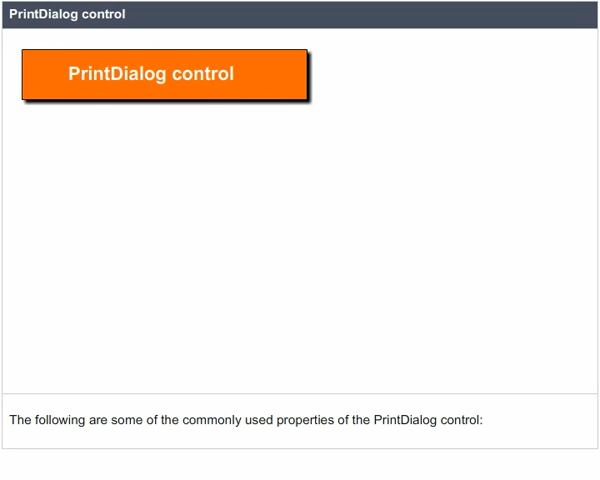 PrintDialog control
PrintDialog control
The following are some of the commonly used properties of the PrintDialog control: